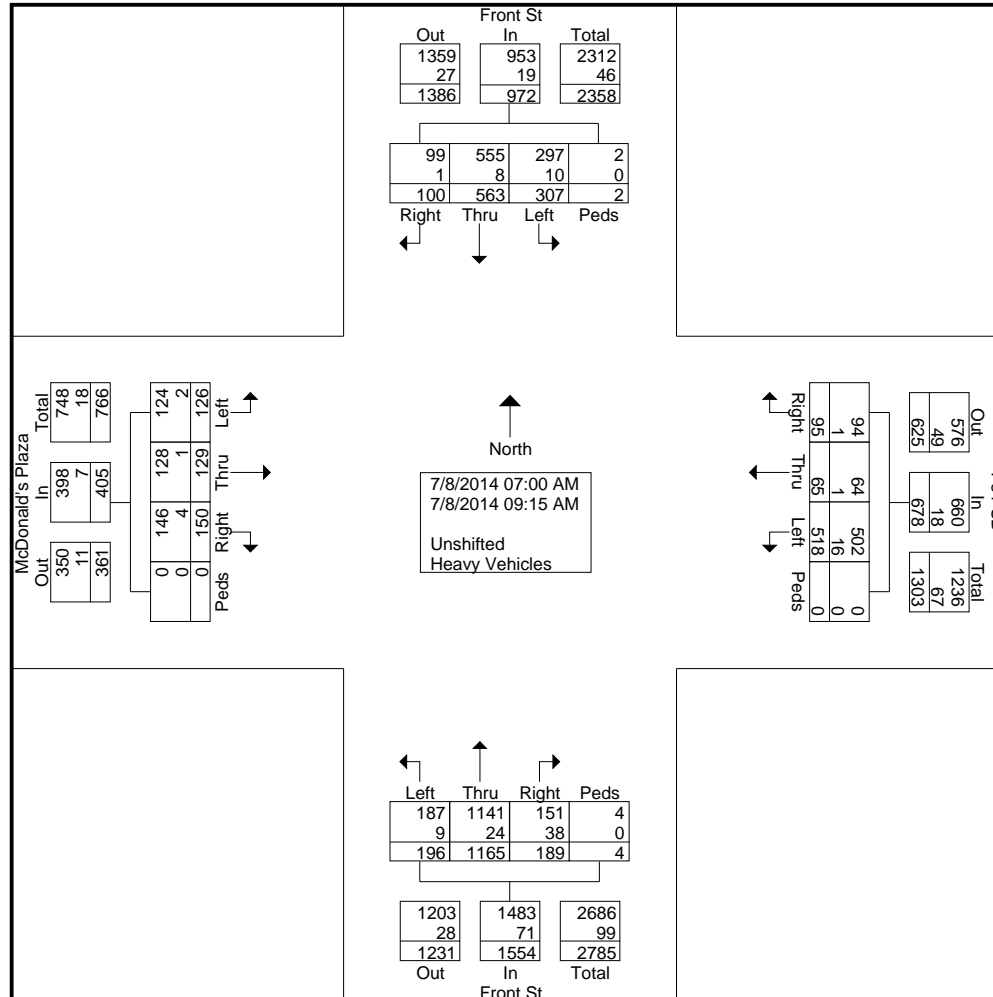 Front St
Out In Total
1359 953 2312
27 19 46
1386 972 2358
99 555 297 2
1 8 10 0
100 563 307 2
Right Thru Left Peds
McDonald's Plaza
Total In Out
748 398 350
18 7 11
766 405 361
124 128 146 0
2 1 4 0
126 129 150 0
Left Thru Right Peds
North
7/8/2014 07:00 AM
7/8/2014 09:15 AM
Unshifted
Heavy Vehicles
Right Thru Left Peds
95 65 518 0
1 1 16 0
94 64 502 0
625 678 1303
49 18 67
576 660 1236
Out In Total
Left Thru Right Peds
187 1141 151 4
9 24 38 0
196 1165 189 4
1203 1483 2686
28 71 99
1231 1554 2785
Out In Total
Front St